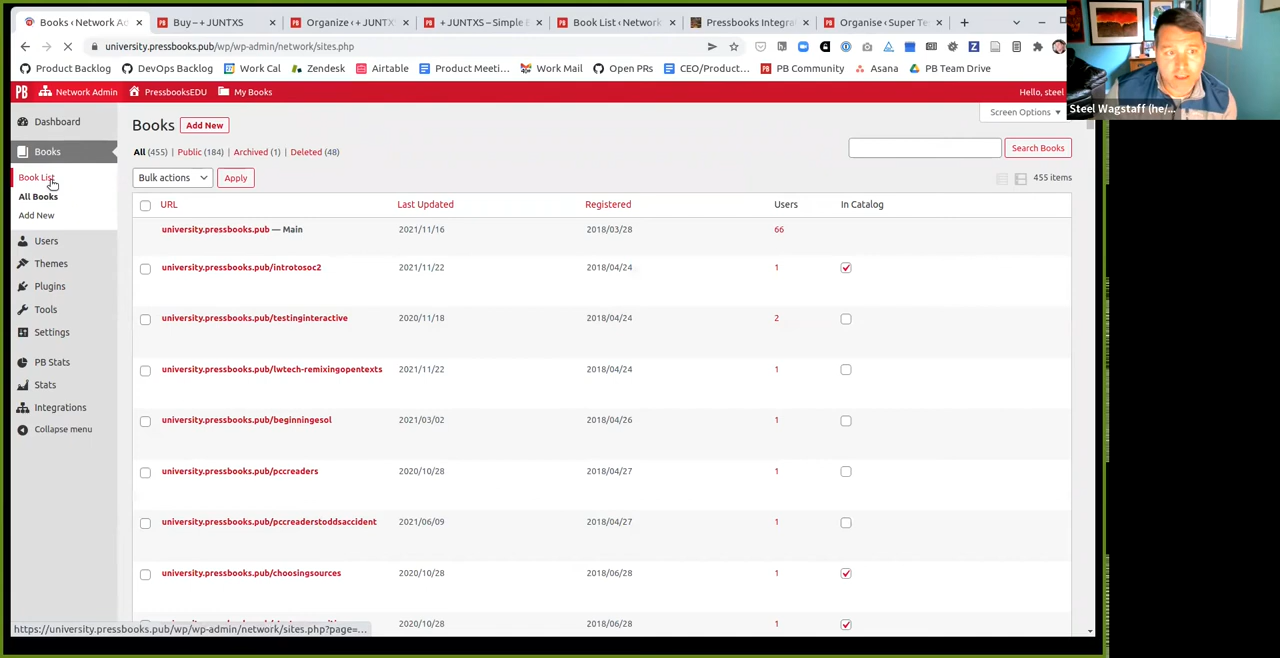 Books ‹ Network Ad
Buy – + JUNTXS
Organize ‹ + JUNTX
+ JUNTXS – Simple B
Book List ‹ Network
Pressbooks Integrat
Organise ‹ Super Te
university.pressbooks.pub/wp/wp-admin/network/sites.php
Product Backlog
DevOps Backlog
Work Cal
Zendesk
Airtable
Product Meeti...
Work Mail
Open PRs
CEO/Product...
PB Community
Asana
PB Team Drive
Steel Wagstaff (he/...
PB
Network Admin
PressbooksEDU
My Books
Hello, steel
Dashboard
Books
Book List
All Books
Add New
Users
Themes
Plugins
Tools
Settings
PB Stats
Stats
Integrations
Collapse menu
Screen Options
Books Add New
All (455) | Public (184) | Archived (1) | Deleted (48)
Search Books
Bulk actions
Apply
455 items
URL Last Updated Registered Users In Catalog
university.pressbooks.pub — Main 2021/11/16 2018/03/28 66
university.pressbooks.pub/introtosoc2 2021/11/22 2018/04/24 1
university.pressbooks.pub/testinginteractive 2020/11/18 2018/04/24 2
university.pressbooks.pub/lwtech-remixingopentexts 2021/11/22 2018/04/24 1
university.pressbooks.pub/beginningesol 2021/03/02 2018/04/26 1
university.pressbooks.pub/pccreaders 2020/10/28 2018/04/27 1
university.pressbooks.pub/pccreaderstoddsaccident 2021/06/09 2018/04/27 1
university.pressbooks.pub/choosingsources 2020/10/28 2018/06/28 1
2020/10/28 2018/06/28 1
https://university.pressbooks.pub/wp/wp-admin/network/sites.php?page=...